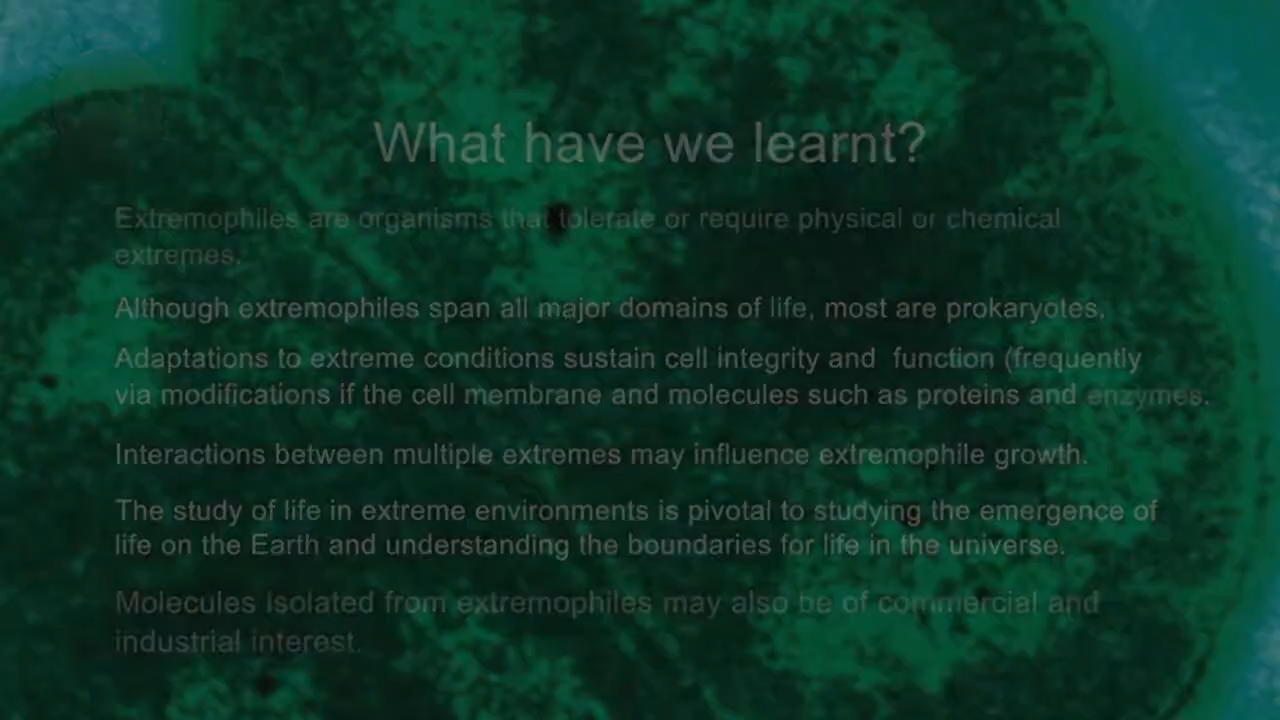 What have we learnt?
Extremophiles are organisms that tolerate or require physical or chemical
extremes.
Although extremophiles span all major domains of life, most are prokaryotes.
Adaptations to extreme conditions sustain cell integrity and  function (frequently
via modifications if the cell membrane and molecules such as proteins and enzymes.
Interactions between multiple extremes may influence extremophile growth.
The study of life in extreme environments is pivotal to studying the emergence of
life on the Earth and understanding the boundaries for life in the universe.
Molecules isolated from extremophiles may also be of commercial and
industrial interest.